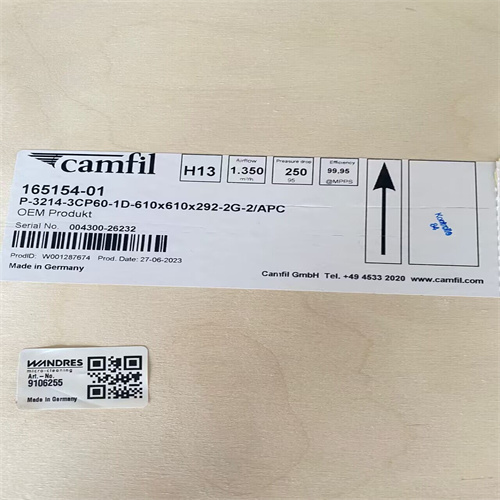 camfil
H13
Airflow
1.350
m³/h
Pressure drop
250
95
Efficiency
99,95
@MPPS
165154-01
P-3214-3CP60-1D-610x610x292-2G-2/APC
OEM Produkt
Serial No. 004300-26232
ProdID: W001287674 Prod. Date: 27-06-2023
Made in Germany
Camfil GmbH Tel. +49 4533 2020 www.camfil.com
Kontrolle
WANDRES
micro-cleaning
Art.-No.
9106255
Made in Germany